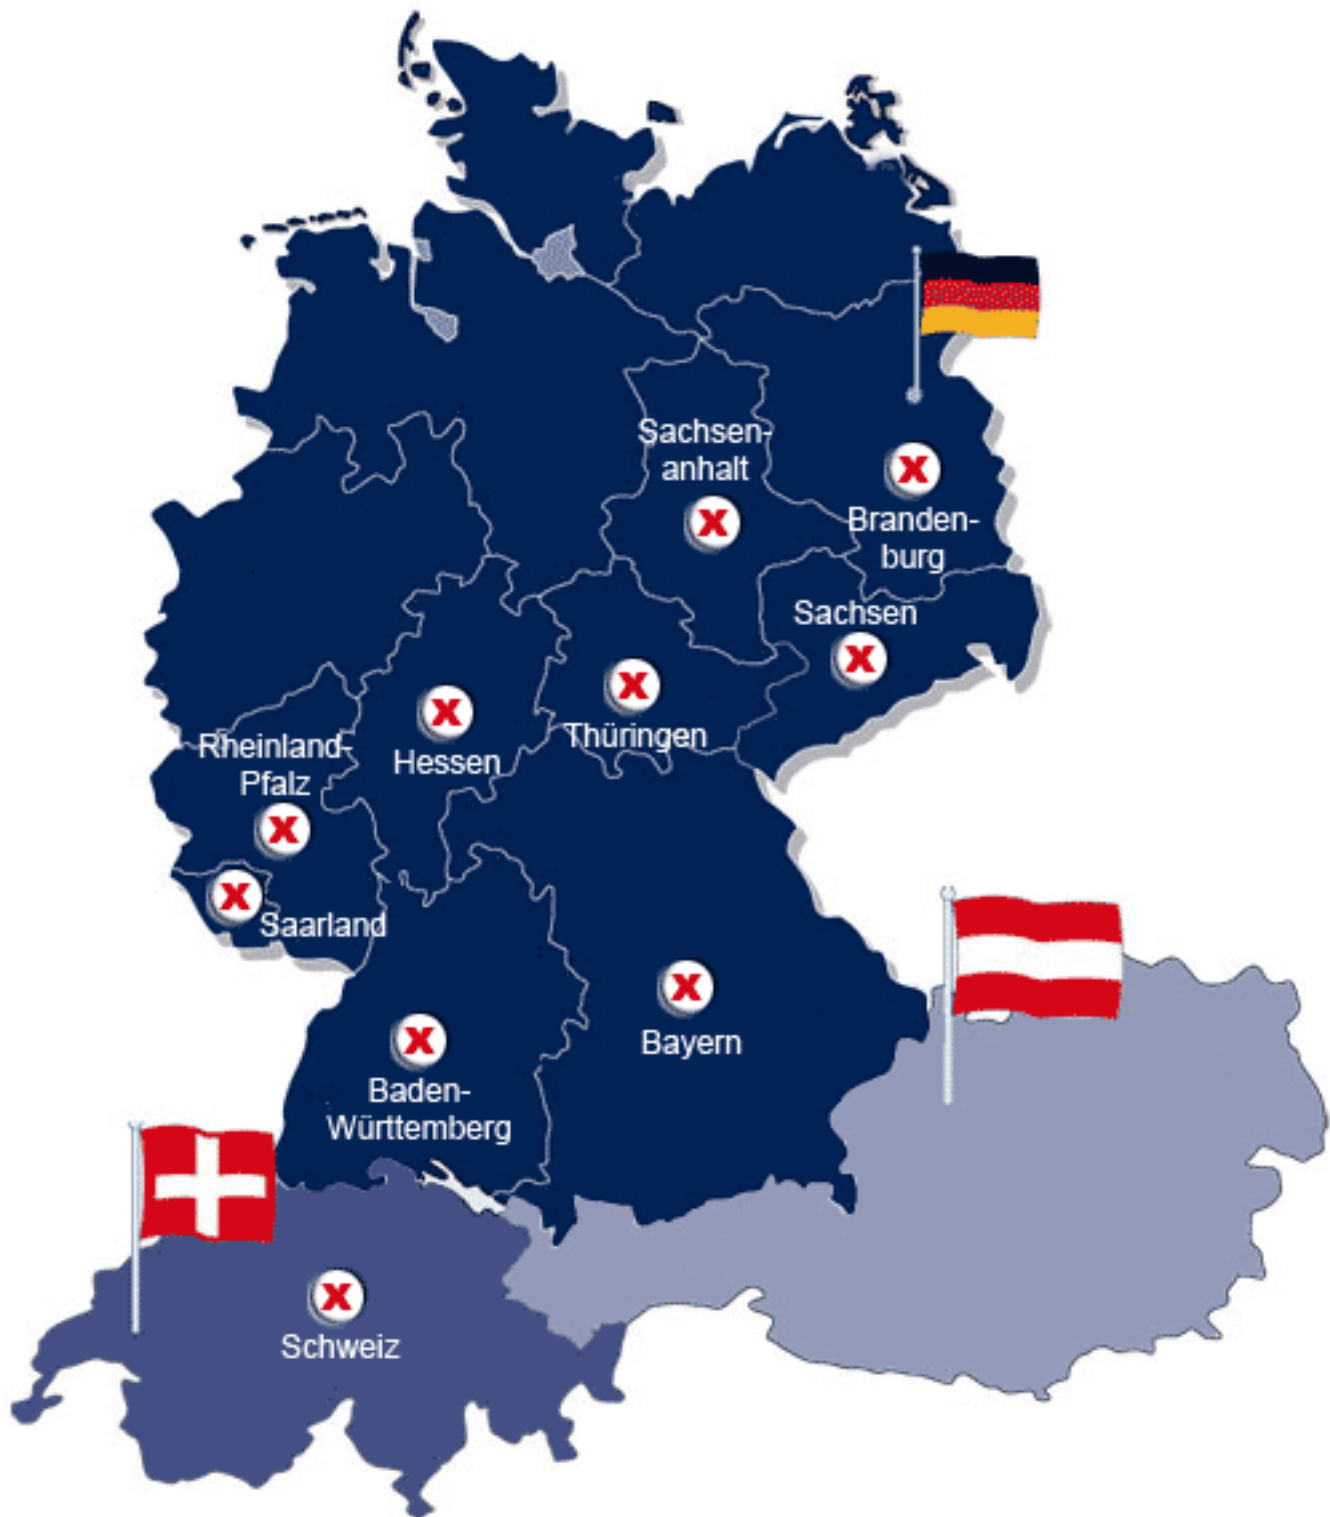 Sachsen-
anhalt
x
x
Branden-
burg
Sachsen
x
x
Thüringen
x
Hessen
Rheinland-
Pfalz
x
x
Saarland
x
Bayern
x
Baden-
Württemberg
x
Schweiz